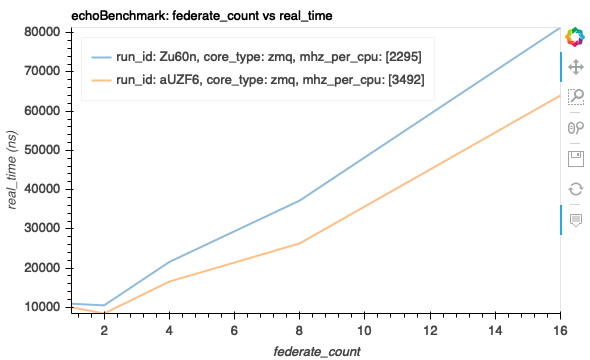 echoBenchmark: federate_count vs real_time
run_id: Zu60n, core_type: zmq, mhz_per_cpu: [2295]
run_id: aUZF6, core_type: zmq, mhz_per_cpu: [3492]
real_time (ns)
80000
70000
60000
50000
40000
30000
20000
10000
2 4 6 8 10 12 14 16
federate_count